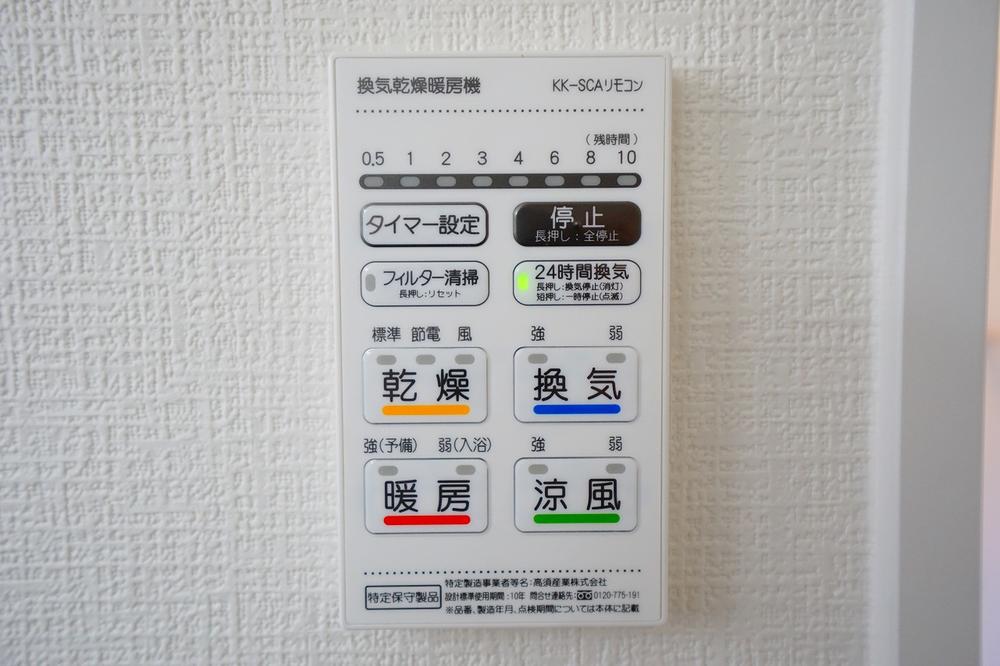 換気乾燥暖房機 KK-SCAリモコン
(残時間)
0.5 1 2 3 4 6 8 10
タイマー設定
停止
長押し:全停止
フィルター清掃
長押し:リセット
24時間換気
長押し:換気停止(消灯)
短押し:一時停止(点滅)
標準 節電 風
乾燥
強 弱
換気
強(予備) 弱(入浴)
暖房
強 弱
涼風
特定保守製品
特定製造事業者等名:高須産業株式会社
設計標準使用期間:10年 問合せ連絡先:0120-775-191
※品番、製造年月、点検期間については本体に記載